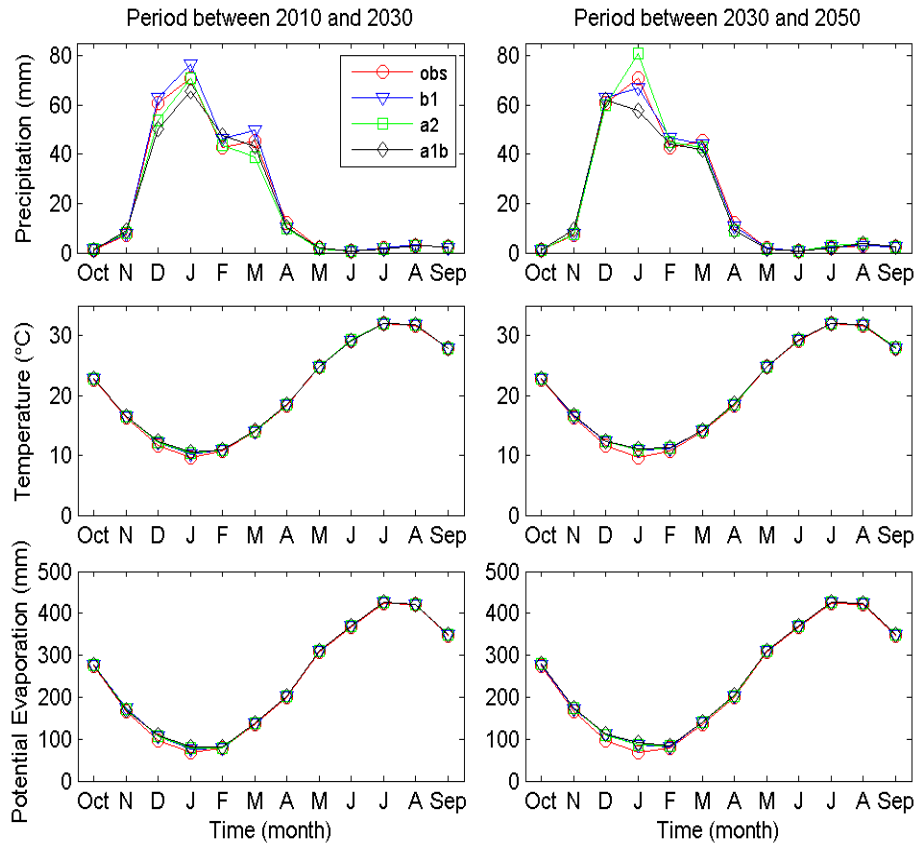 Period between 2010 and 2030
Period between 2030 and 2050
Precipitation (mm)
80
60
40
20
0
obs
b1
a2
a1b
Oct N D J F M A M J J A Sep
80
60
40
20
0
Oct N D J F M A M J J A Sep
Temperature (°C)
30
20
10
0
Oct N D J F M A M J J A Sep
30
20
10
0
Oct N D J F M A M J J A Sep
Potential Evaporation (mm)
500
400
300
200
100
0
Oct N D J F M A M J J A Sep
Time (month)
500
400
300
200
100
0
Oct N D J F M A M J J A Sep
Time (month)